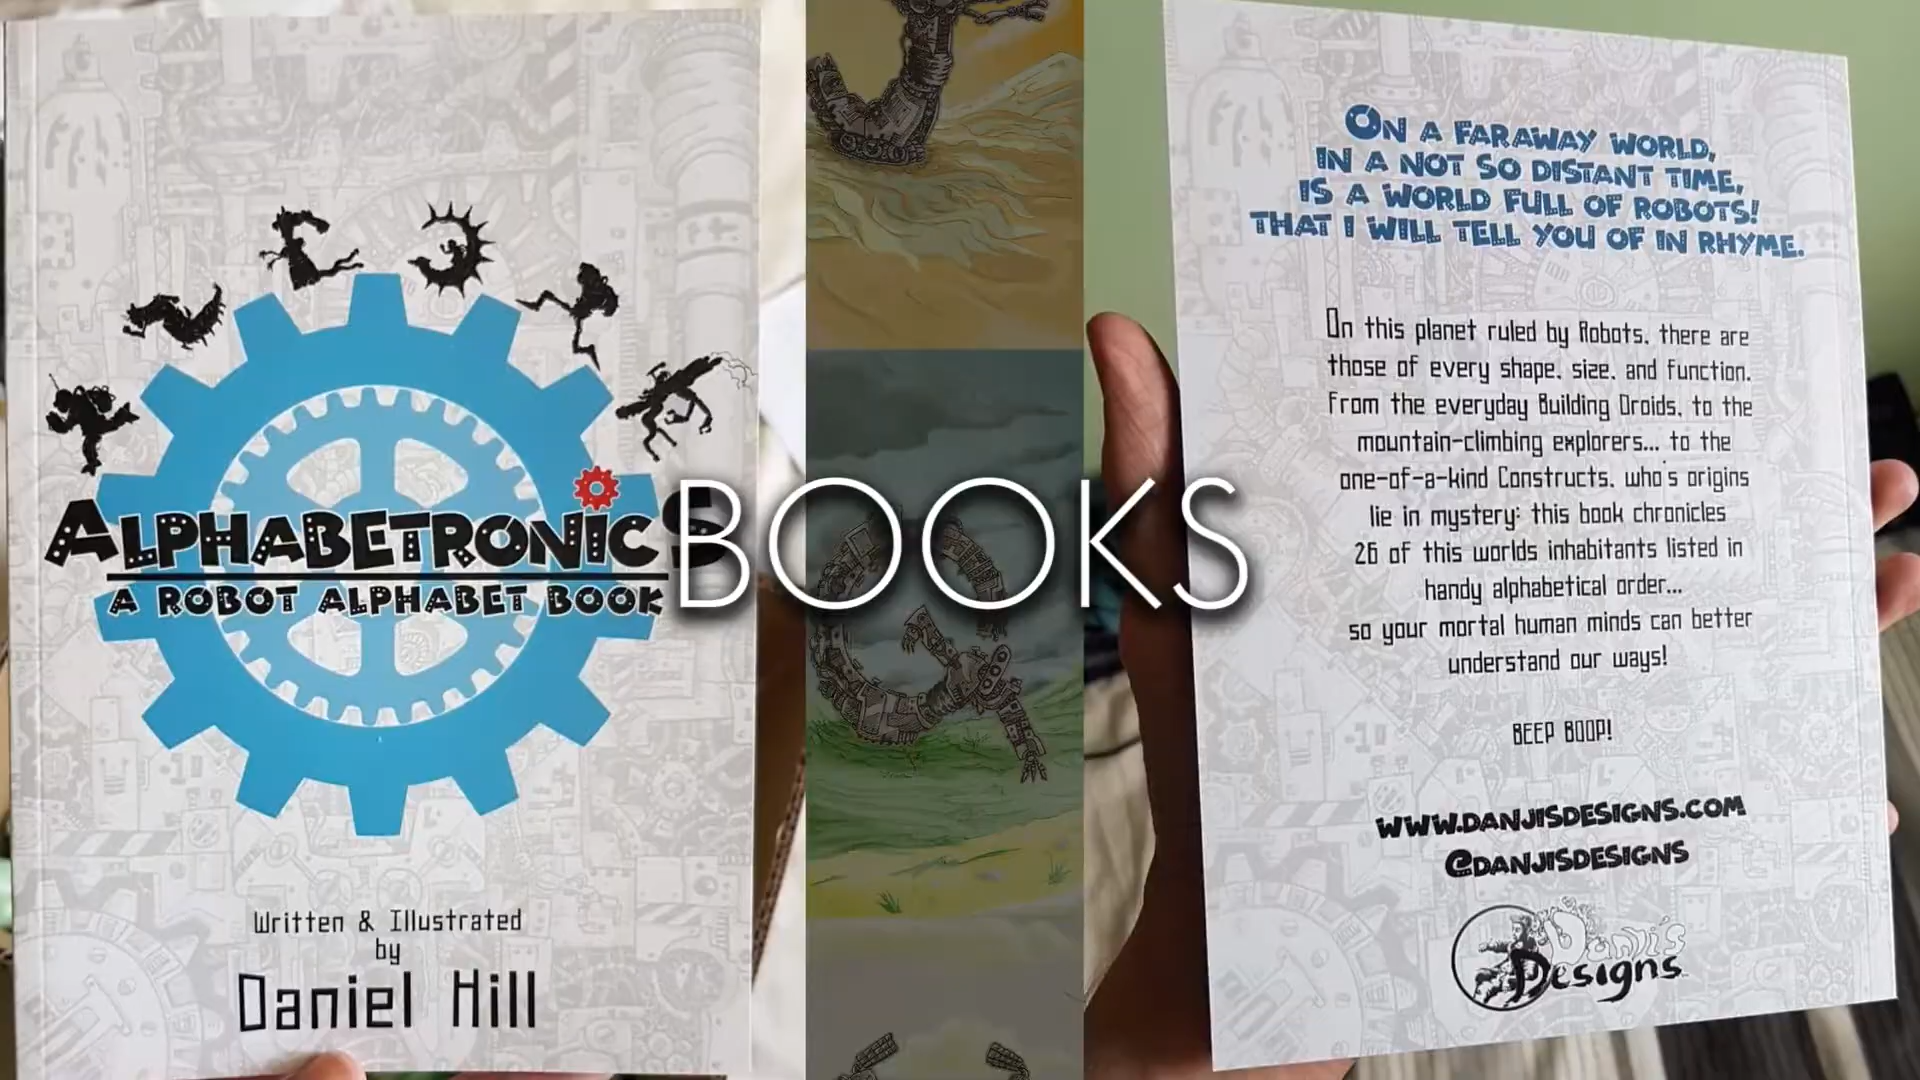 ALPHABETRONICS
A ROBOT ALPHABET BOOK
Written & Illustrated
by
Daniel Hill
BOOKS
ON A FARAWAY WORLD,
IN A NOT SO DISTANT TIME,
IS A WORLD FULL OF ROBOTS!
THAT I WILL TELL YOU OF IN RHYME.
On this planet ruled by Robots, there are
those of every shape, size, and function.
From the everyday Building Droids, to the
mountain-climbing explorers... to the
one-of-a-kind Constructs, who's origins
lie in mystery; this book chronicles
26 of this worlds inhabitants listed in
handy alphabetical order...
so your mortal human minds can better
understand our ways!
BEEP BOOP!
WWW.DANJISDESIGNS.COM
@DANJISDESIGNS
Danji's
Designs